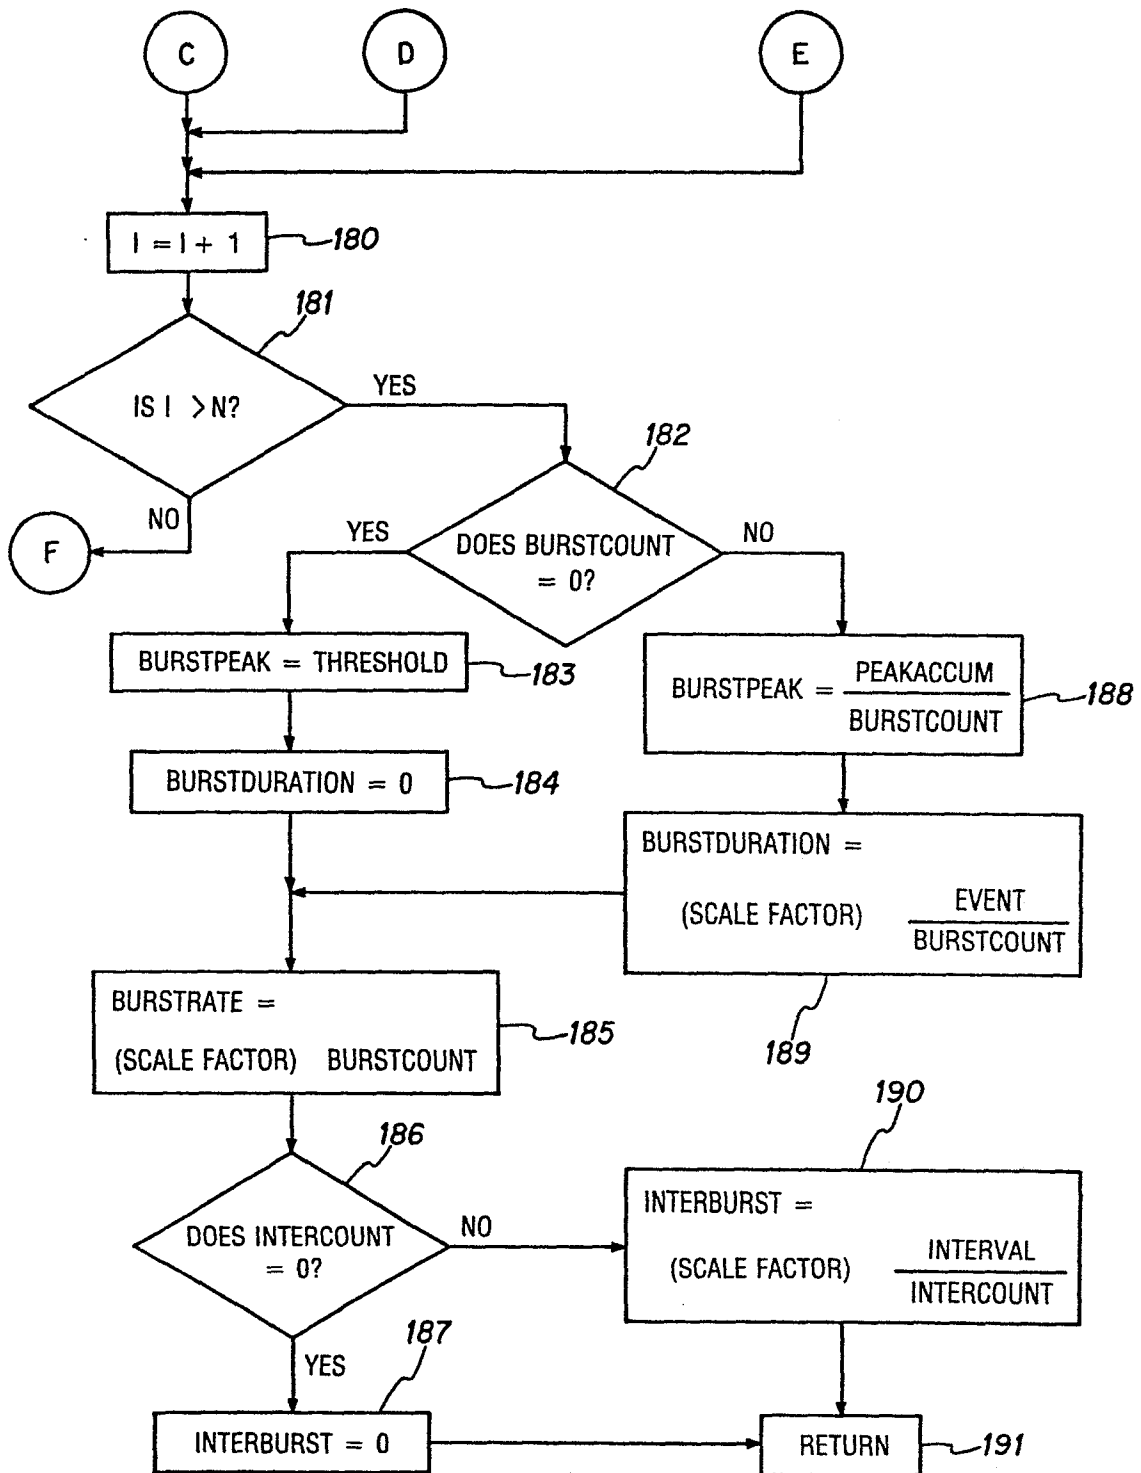 C
D
E
I = I + 1
180
181
IS I > N?
YES
NO
F
182
DOES BURSTCOUNT
= 0?
YES
NO
BURSTPEAK = THRESHOLD
183
BURSTPEAK = PEAKACCUM
BURSTCOUNT
188
BURSTDURATION = 0
184
BURSTDURATION =
(SCALE FACTOR) EVENT
BURSTCOUNT
189
BURSTRATE =
(SCALE FACTOR) BURSTCOUNT
185
186
DOES INTERCOUNT
= 0?
NO
YES
190
INTERBURST =
(SCALE FACTOR) INTERVAL
INTERCOUNT
187
INTERBURST = 0
RETURN
191